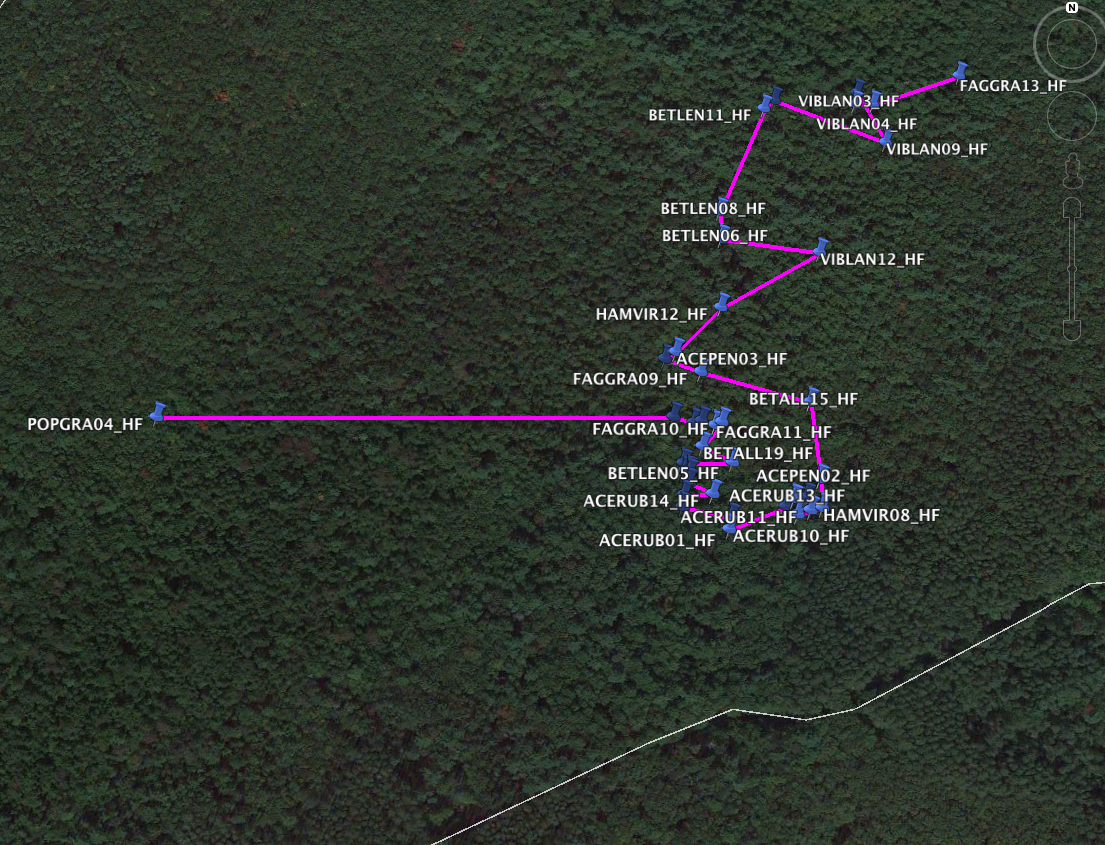 N
FAGGRA13_HF
VIBLAN03_HF
BETLEN11_HF
VIBLAN04_HF
VIBLAN09_HF
BETLEN08_HF
BETLEN06_HF
VIBLAN12_HF
HAMVIR12_HF
ACEPEN03_HF
FAGGRA09_HF
BETALL15_HF
POPGRA04_HF
FAGGRA10_HF
FAGGRA11_HF
BETALL19_HF
BETLEN05_HF
ACEPEN02_HF
ACERUB13_HF
ACERUB14_HF
ACERUB11_HF
HAMVIR08_HF
ACERUB10_HF
ACERUB01_HF